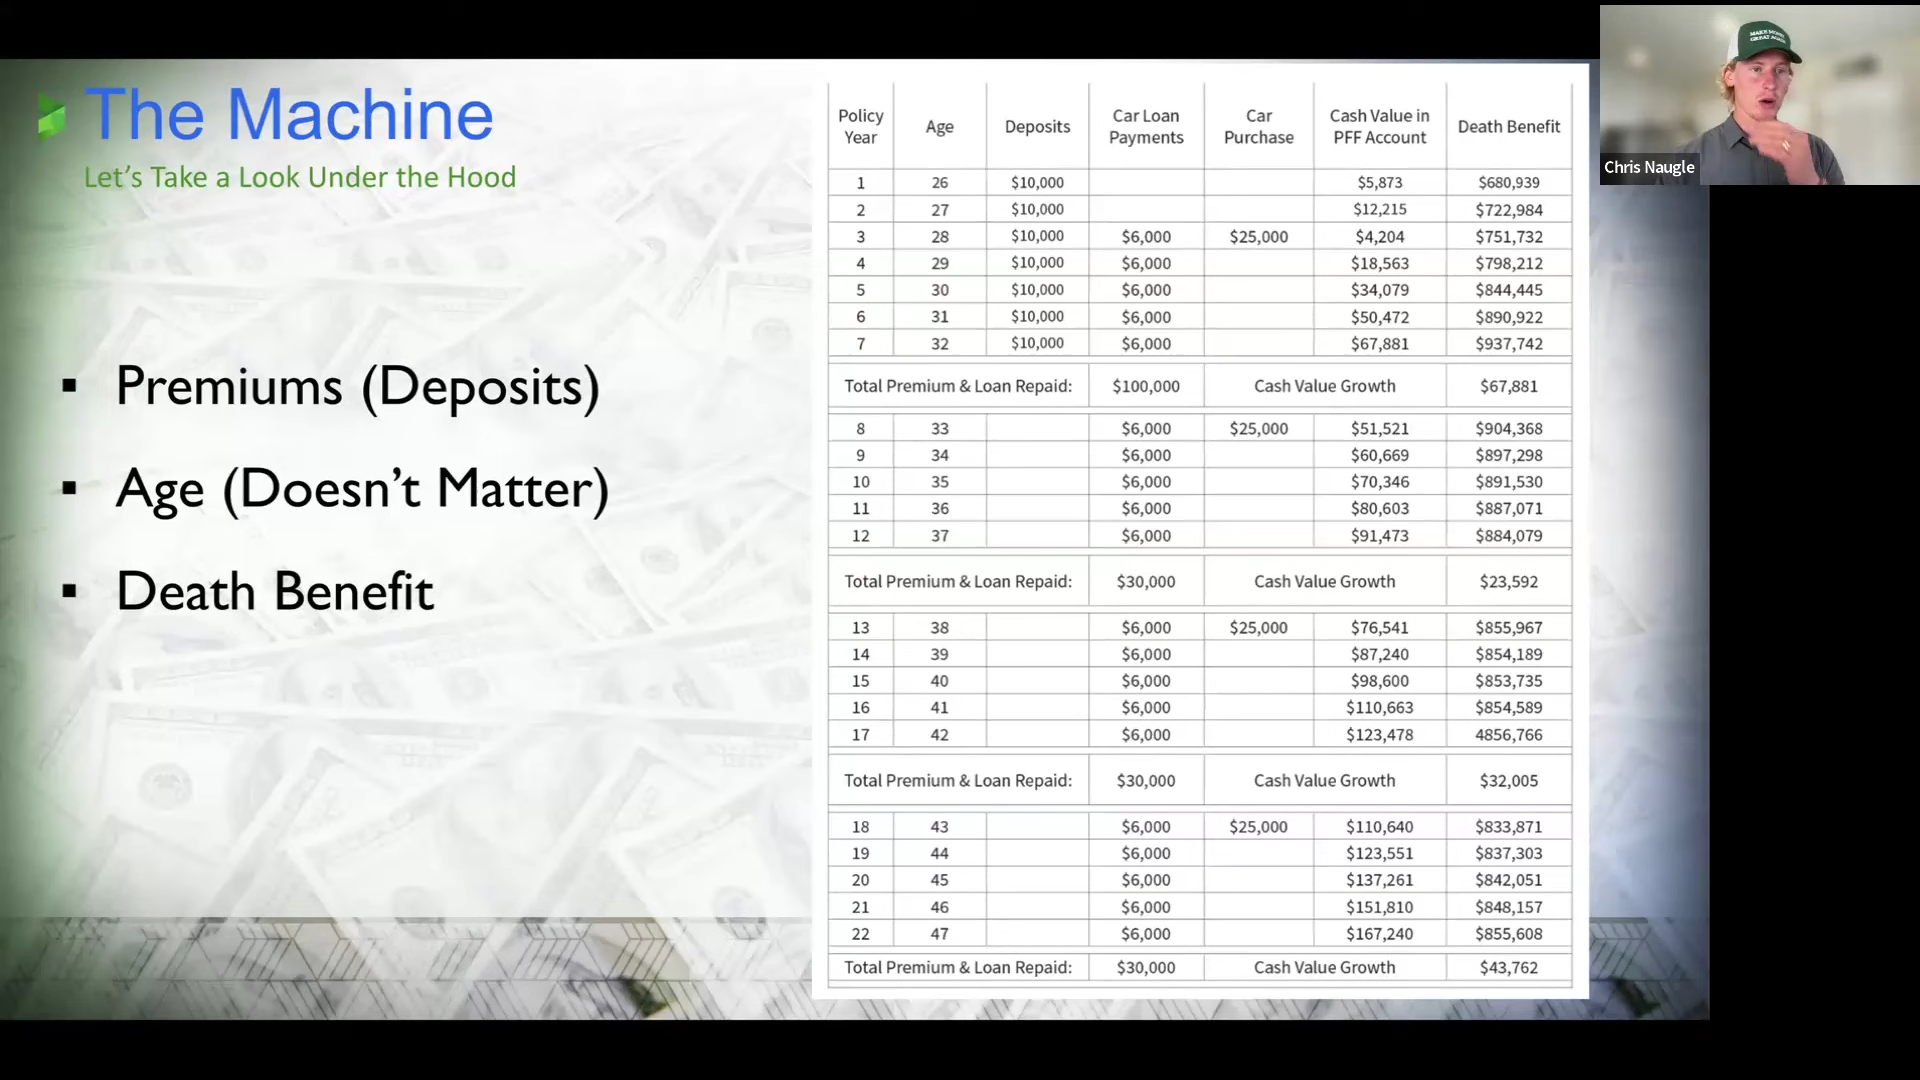 The Machine
Let's Take a Look Under the Hood
▪ Premiums (Deposits)
▪ Age (Doesn't Matter)
▪ Death Benefit
Policy Year Age Deposits Car Loan Payments Car Purchase Cash Value in PFF Account Death Benefit
1 26 $10,000 $5,873 $680,939
2 27 $10,000 $12,215 $722,984
3 28 $10,000 $6,000 $25,000 $4,204 $751,732
4 29 $10,000 $6,000 $18,563 $798,212
5 30 $10,000 $6,000 $34,079 $844,445
6 31 $10,000 $6,000 $50,472 $890,922
7 32 $10,000 $6,000 $67,881 $937,742
Total Premium & Loan Repaid: $100,000 Cash Value Growth $67,881
8 33 $6,000 $25,000 $51,521 $904,368
9 34 $6,000 $60,669 $897,298
10 35 $6,000 $70,346 $891,530
11 36 $6,000 $80,603 $887,071
12 37 $6,000 $91,473 $884,079
Total Premium & Loan Repaid: $30,000 Cash Value Growth $23,592
13 38 $6,000 $25,000 $76,541 $855,967
14 39 $6,000 $87,240 $854,189
15 40 $6,000 $98,600 $853,735
16 41 $6,000 $110,663 $854,589
17 42 $6,000 $123,478 4856,766
Total Premium & Loan Repaid: $30,000 Cash Value Growth $32,005
18 43 $6,000 $25,000 $110,640 $833,871
19 44 $6,000 $123,551 $837,303
20 45 $6,000 $137,261 $842,051
21 46 $6,000 $151,810 $848,157
22 47 $6,000 $167,240 $855,608
Total Premium & Loan Repaid: $30,000 Cash Value Growth $43,762
MAKE MONEY
GREAT AGAIN
Chris Naugle